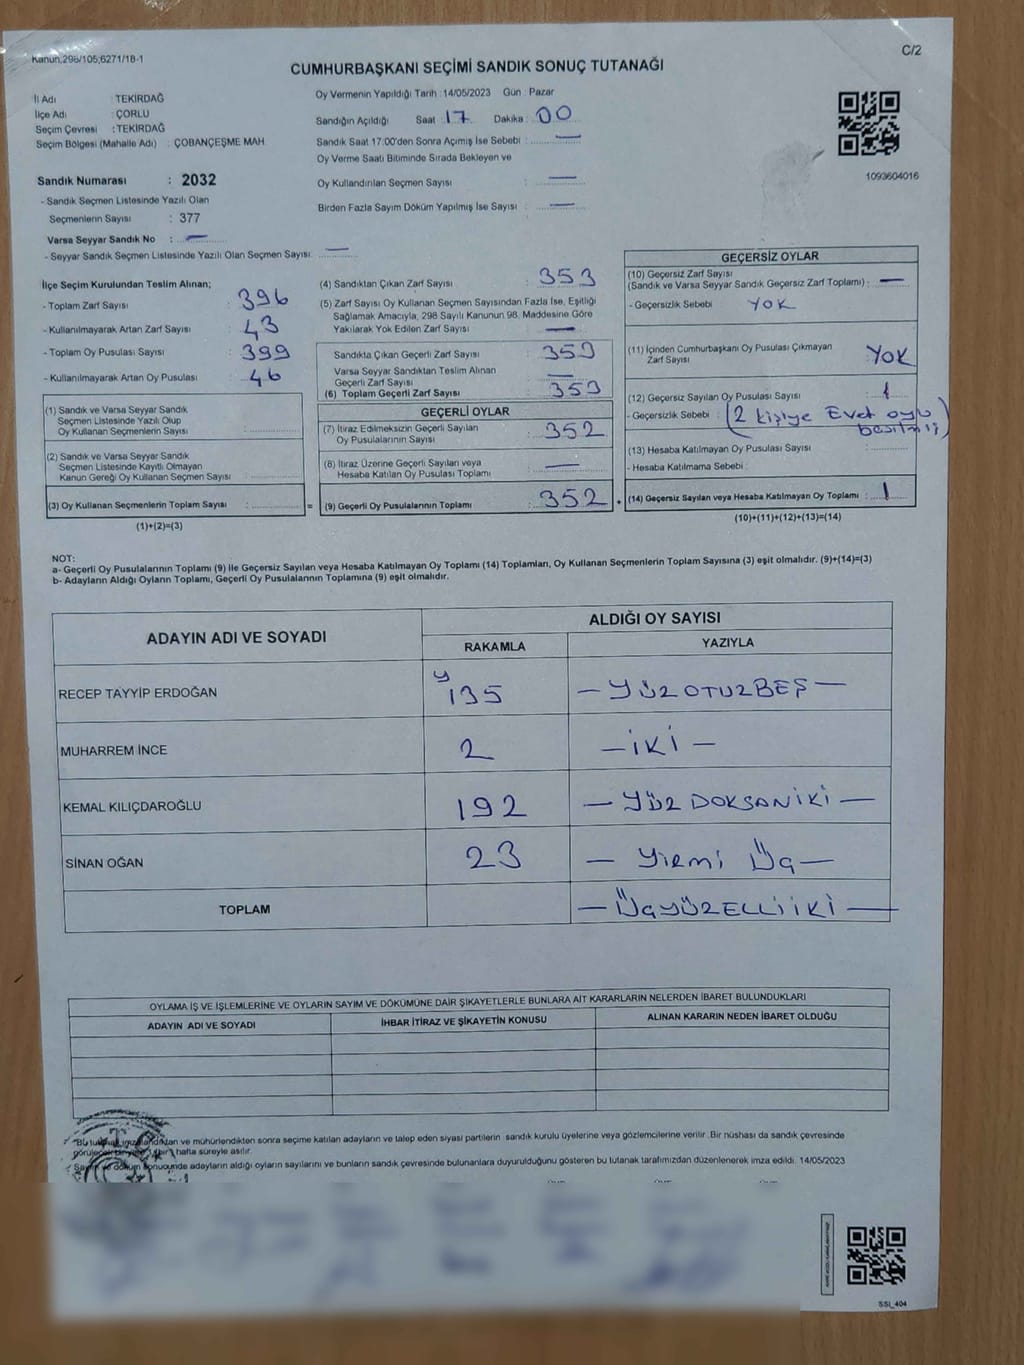 Kanun.298/105;6271/18-1
C/2
CUMHURBAŞKANI SEÇİMİ SANDIK SONUÇ TUTANAĞI
İl Adı : TEKİRDAĞ
İlçe Adı : ÇORLU
Seçim Çevresi : TEKİRDAĞ
Seçim Bölgesi (Mahalle Adı) : ÇOBANÇEŞME MAH
Sandık Numarası : 2032
- Sandık Seçmen Listesinde Yazılı Olan
Seçmenlerin Sayısı : 377
Varsa Seyyar Sandık No : —
- Seyyar Sandık Seçmen Listesinde Yazılı Olan Seçmen Sayısı: —
Oy Vermenin Yapıldığı Tarih :14/05/2023 Gün : Pazar
Sandığın Açıldığı Saat : 17 Dakika : 00
Sandık Saat 17:00'den Sonra Açımış İse Sebebi : —
Oy Verme Saati Bitiminde Sırada Bekleyen ve
Oy Kullandırılan Seçmen Sayısı : —
Birden Fazla Sayım Döküm Yapılmış İse Sayısı : —
1093604016
İlçe Seçim Kurulundan Teslim Alınan;
- Toplam Zarf Sayısı : 396
- Kullanılmayarak Artan Zarf Sayısı : 43
- Toplam Oy Pusulası Sayısı : 399
- Kullanılmayarak Artan Oy Pusulası : 46
(1) Sandık ve Varsa Seyyar Sandık
Seçmen Listesinde Yazılı Olup
Oy Kullanan Seçmenlerin Sayısı :
(2) Sandık ve Varsa Seyyar Sandık
Seçmen Listesinde Kayıtlı Olmayan
Kanun Gereği Oy Kullanan Seçmen Sayısı :
(3) Oy Kullanan Seçmenlerin Toplam Sayısı :
(1)+(2)=(3)
=
(4) Sandıktan Çıkan Zarf Sayısı : 353
(5) Zarf Sayısı Oy Kullanan Seçmen Sayısından Fazla İse, Eşitliği
Sağlamak Amacıyla, 298 Sayılı Kanunun 98. Maddesine Göre
Yakılarak Yok Edilen Zarf Sayısı : —
Sandıkta Çıkan Geçerli Zarf Sayısı : 353
Varsa Seyyar Sandıktan Teslim Alınan
Geçerli Zarf Sayısı : —
(6) Toplam Geçerli Zarf Sayısı : 353
GEÇERLİ OYLAR
(7) İtiraz Edilmeksizin Geçerli Sayılan
Oy Pusulalarının Sayısı : 352
(8) İtiraz Üzerine Geçerli Sayılan veya
Hesaba Katılan Oy Pusulası Toplamı : —
(9) Geçerli Oy Pusulalarının Toplamı : 352
+
GEÇERSİZ OYLAR
(10) Geçersiz Zarf Sayısı
(Sandık ve Varsa Seyyar Sandık Geçersiz Zarf Toplamı) : —
- Geçersizlik Sebebi : YOK
(11) İçinden Cumhurbaşkanı Oy Pusulası Çıkmayan
Zarf Sayısı : YOK
(12) Geçersiz Sayılan Oy Pusulası Sayısı : 1
- Geçersizlik Sebebi : (2 kişiye Evet oyu
basılmış)
(13) Hesaba Katılmayan Oy Pusulası Sayısı :
- Hesaba Katılmama Sebebi :
(14) Geçersiz Sayılan veya Hesaba Katılmayan Oy Toplamı : 1
(10)+(11)+(12)+(13)=(14)
NOT:
a- Geçerli Oy Pusulalarının Toplamı (9) ile Geçersiz Sayılan veya Hesaba Katılmayan Oy Toplamı (14) Toplamları, Oy Kullanan Seçmenlerin Toplam Sayısına (3) eşit olmalıdır. (9)+(14)=(3)
b- Adayların Aldığı Oyların Toplamı, Geçerli Oy Pusulalarının Toplamına (9) eşit olmalıdır.
ADAYIN ADI VE SOYADI
ALDIĞI OY SAYISI
RAKAMLA YAZIYLA
RECEP TAYYİP ERDOĞAN 135 — YÜZOTUZBEŞ —
MUHARREM İNCE 2 — İKİ —
KEMAL KILIÇDAROĞLU 192 — YÜZ DOKSANİKİ —
SİNAN OĞAN 23 — Yirmi Üç —
TOPLAM — ÜÇYÜZELLİİKİ —
OYLAMA İŞ VE İŞLEMLERİNE VE OYLARIN SAYIM VE DÖKÜMÜNE DAİR ŞİKAYETLERLE BUNLARA AİT KARARLARIN NELERDEN İBARET BULUNDUKLARI
ADAYIN ADI VE SOYADI İHBAR İTİRAZ VE ŞİKAYETİN KONUSU ALINAN KARARIN NEDEN İBARET OLDUĞU
mühürlendikten sonra seçime katılan adayların ve talep eden siyasi partilerin sandık kurulu üyelerine veya gözlemcilerine verilir. Bir nüshası da sandık çevresinde
hafta süreyle asılır.
döküm sonucunda adayların aldığı oyların sayılarını ve bunların sandık çevresinde bulunanlara duyurulduğunu gösteren bu tutanak tarafımızdan düzenlenerek imza edildi. 14/05/2023
SSI_404